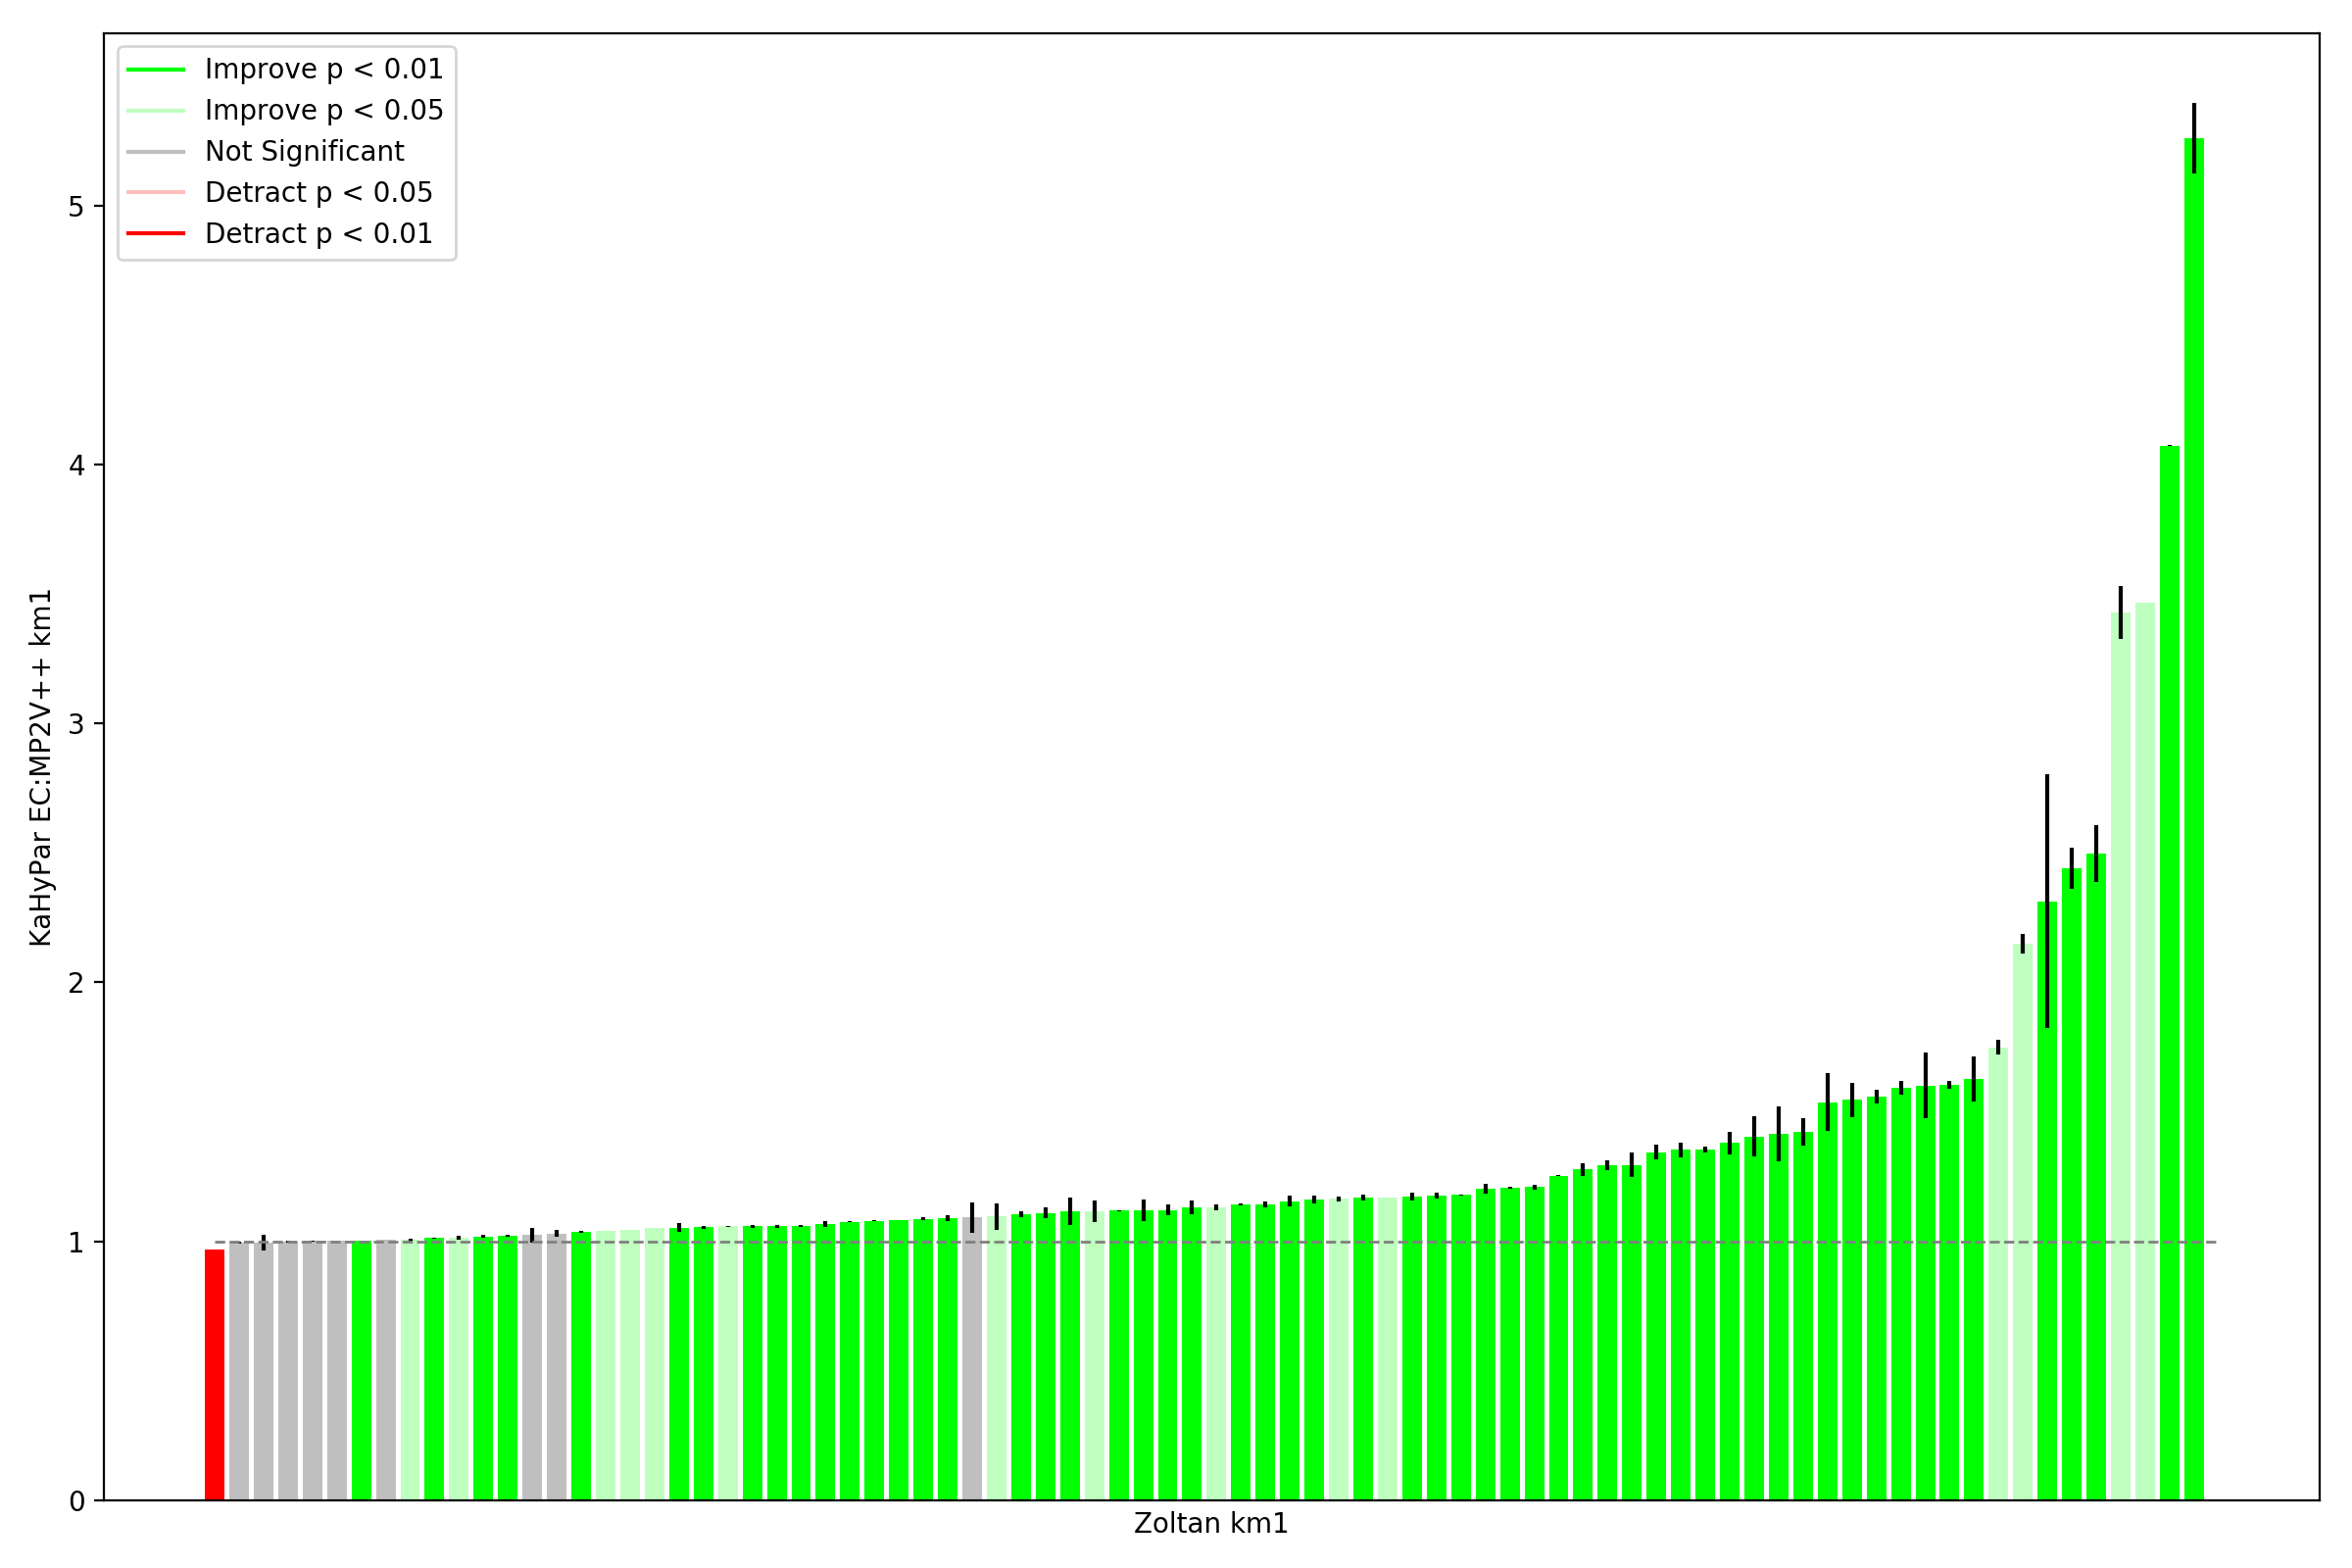 Improve p < 0.01
Improve p < 0.05
Not Significant
Detract p < 0.05
Detract p < 0.01
5
4
3
2
1
0
KaHyPar EC:MP2V++ km1
Zoltan km1